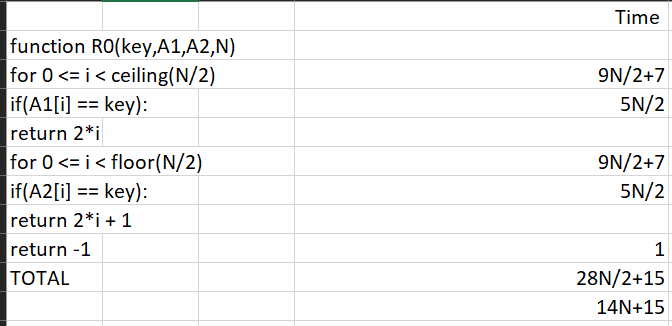 Time
function R0(key,A1,A2,N)
for 0 <= i < ceiling(N/2) 9N/2+7
if(A1[i] == key): 5N/2
return 2*i
for 0 <= i < floor(N/2) 9N/2+7
if(A2[i] == key): 5N/2
return 2*i + 1
return -1 1
TOTAL 28N/2+15
14N+15